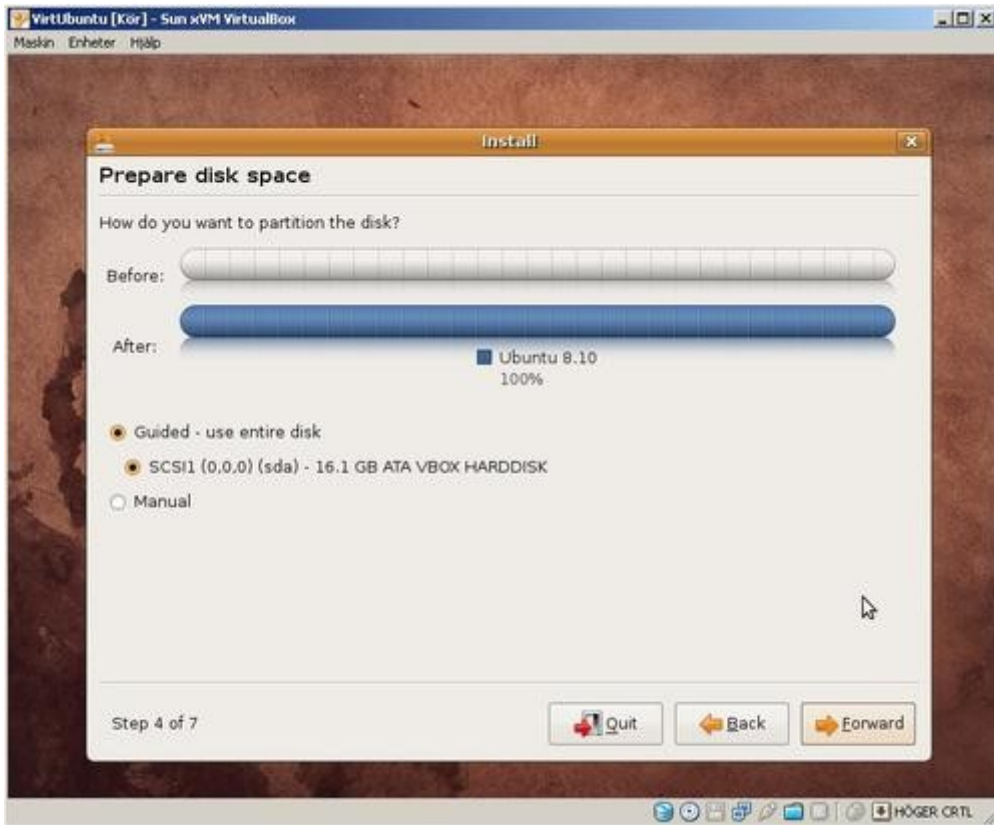 VirtUbuntu [Kör] - Sun xVM VirtualBox
Maskin Enheter Hjälp
Install
Prepare disk space
How do you want to partition the disk?
Before:
After:
Ubuntu 8.10
100%
Guided - use entire disk
SCSI1 (0,0,0) (sda) - 16.1 GB ATA VBOX HARDDISK
Manual
Step 4 of 7
Quit
Back
Forward
HÖGER CRTL